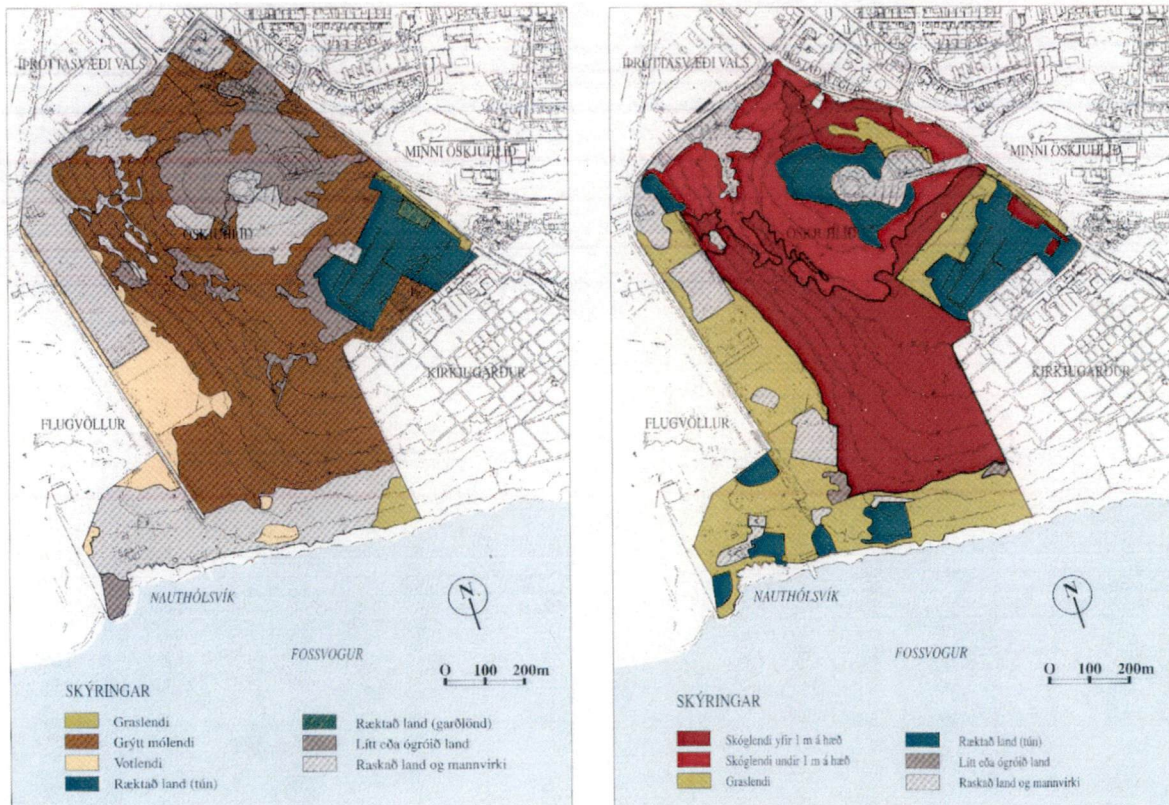 ÍÞRÓTTASVÆÐI VALS
MINNI ÖSKJUHLÍÐ
ÖSKJUHLÍÐ
KIRKJUGARÐUR
FLUGVÖLLUR
NAUTHÓLSVÍK
FOSSVOGUR
N
O 100 200m
SKÝRINGAR
Graslendi
Grýtt mólendi
Votlendi
Ræktað land (tún)
Ræktað land (garðlönd)
Lítt eða ógróið land
Raskað land og mannvirki
ÍÞRÓTTASVÆÐI VALS
MINNI ÖSKJUHLÍÐ
ÖSKJUHLÍÐ
KIRKJUGARÐUR
FLUGVÖLLUR
NAUTHÓLSVÍK
FOSSVOGUR
N
O 100 200m
SKÝRINGAR
Skóglendi yfir 1 m á hæð
Skóglendi undir 1 m á hæð
Graslendi
Ræktað land (tún)
Lítt eða ógróið land
Raskað land og mannvirki